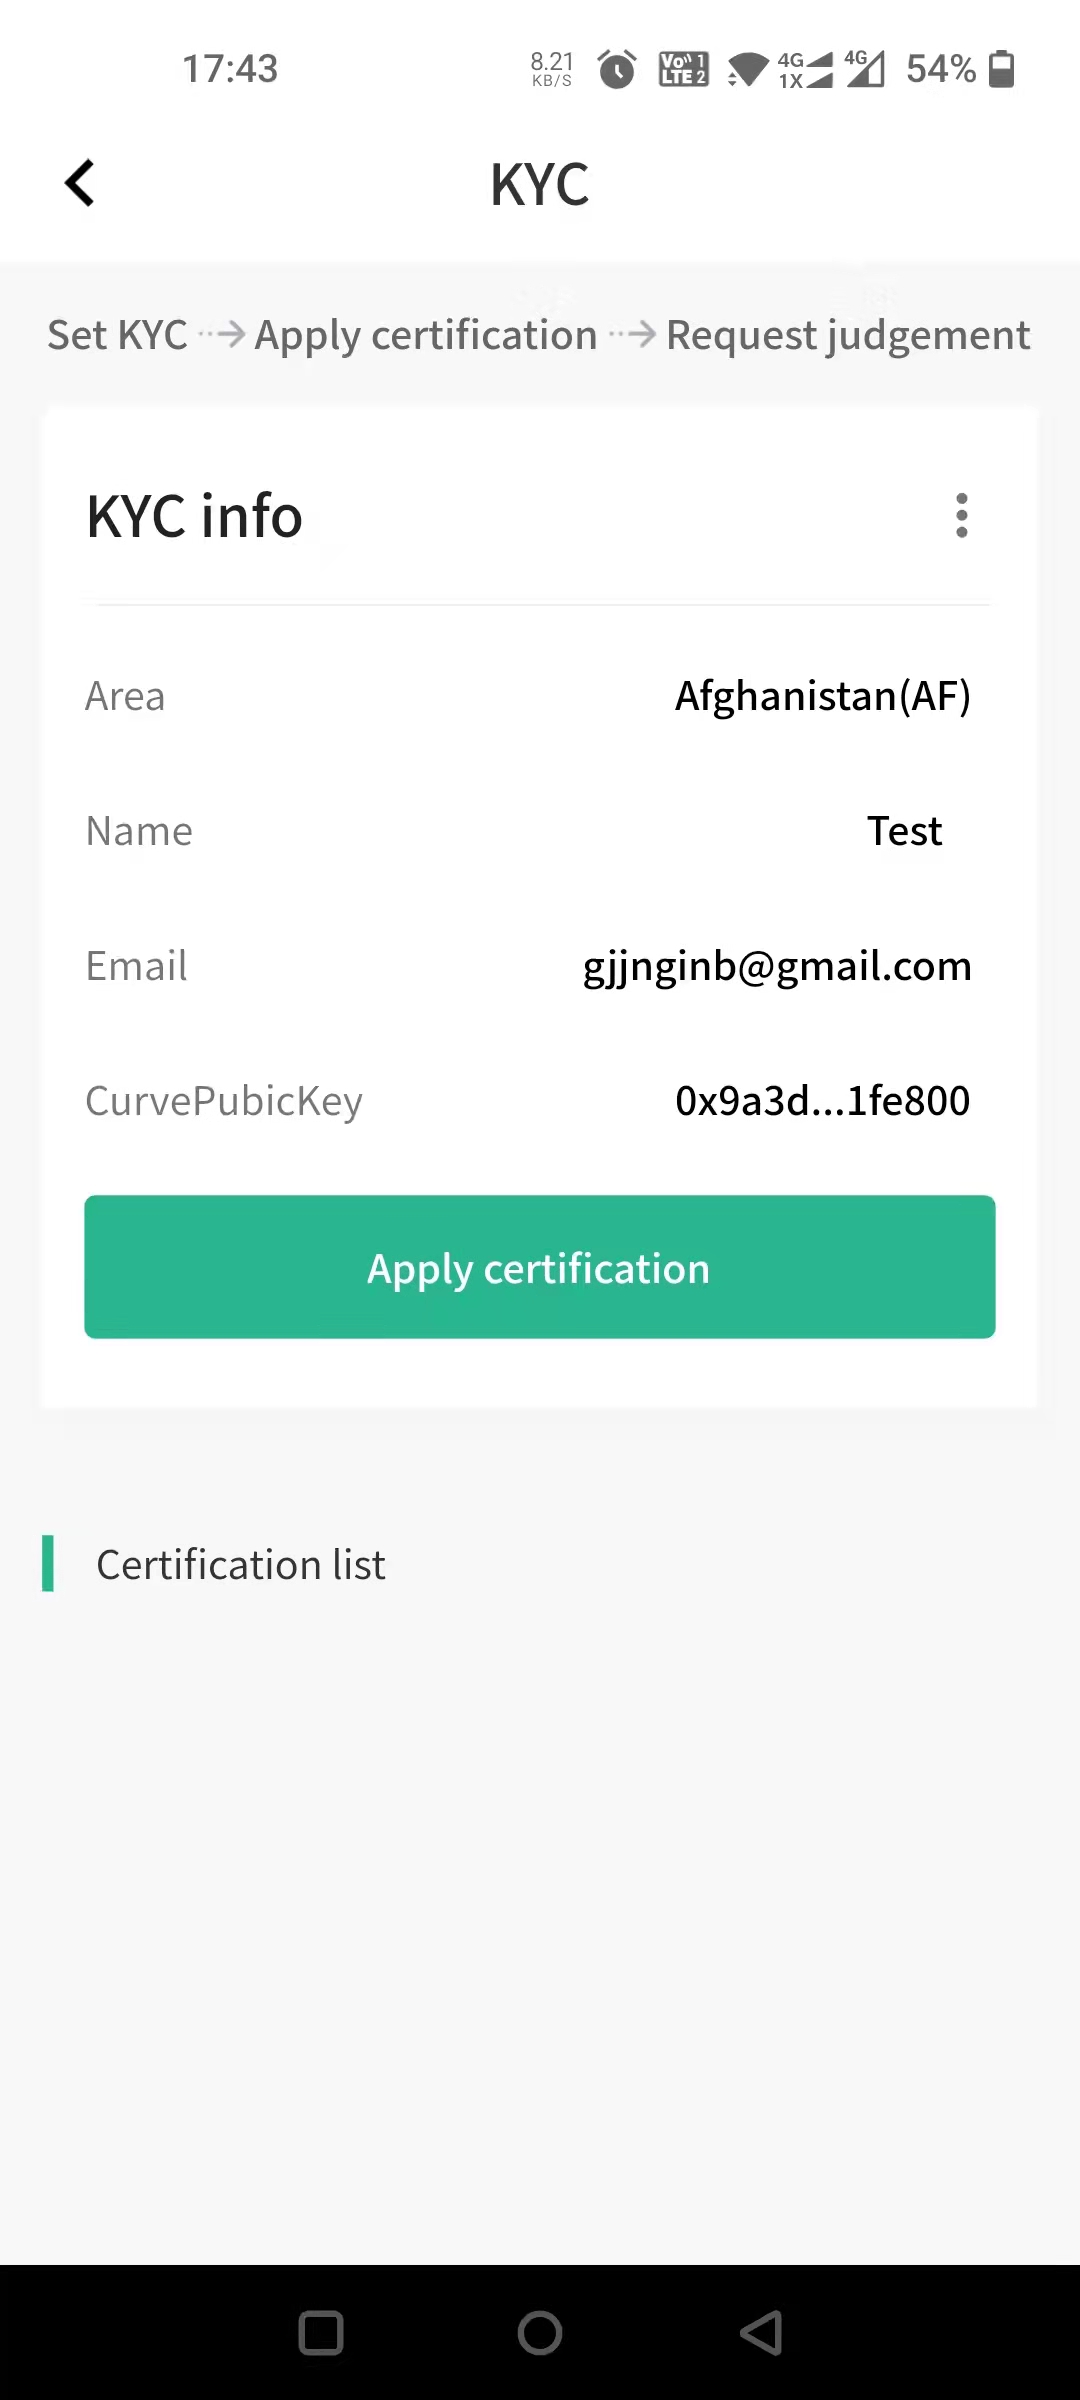 17:43 8.21 KB/S Vo)) 1 LTE 2 4G 1X 4G 54%
KYC
Set KYC Apply certification Request judgement
KYC info
Area Afghanistan(AF)
Name Test
Email gjjnginb@gmail.com
CurvePubicKey 0x9a3d...1fe800
Apply certification
Certification list